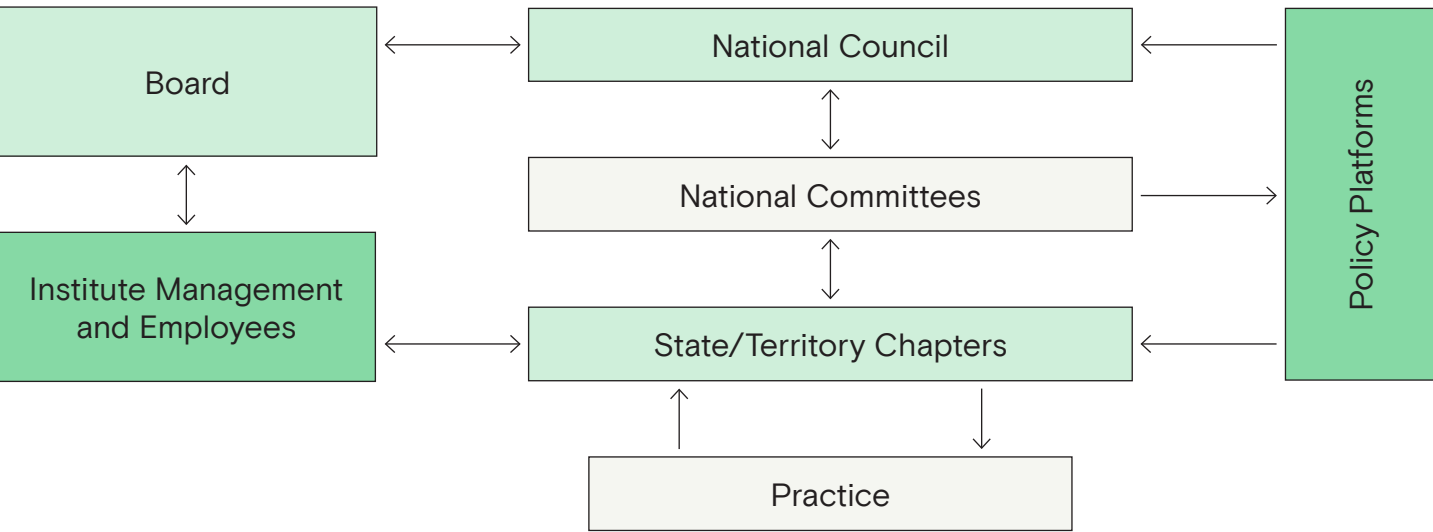 Board
National Council
Policy Platforms
National Committees
Institute Management
and Employees
State/Territory Chapters
Practice